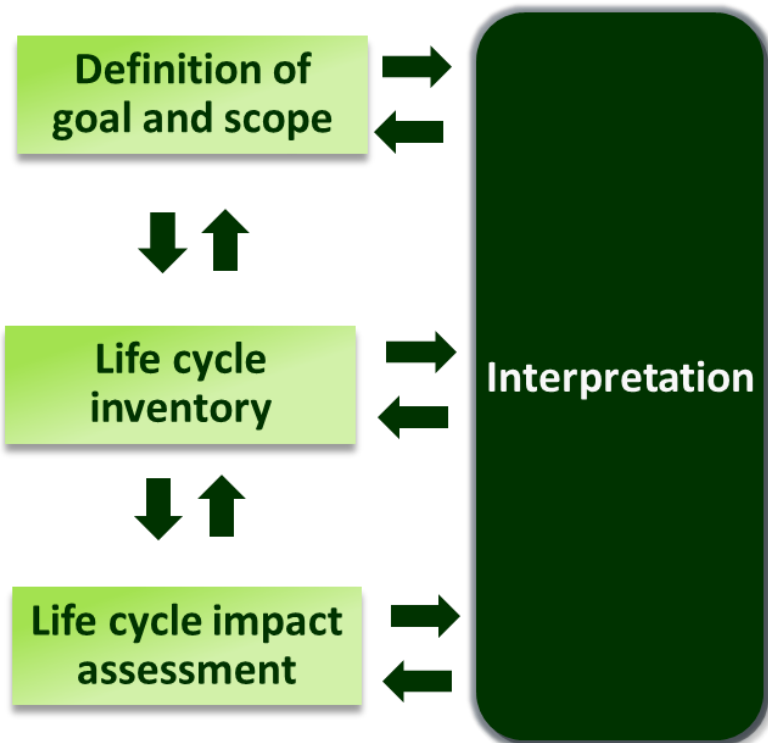 Definition of
goal and scope
Life cycle
inventory
Interpretation
Life cycle impact
assessment